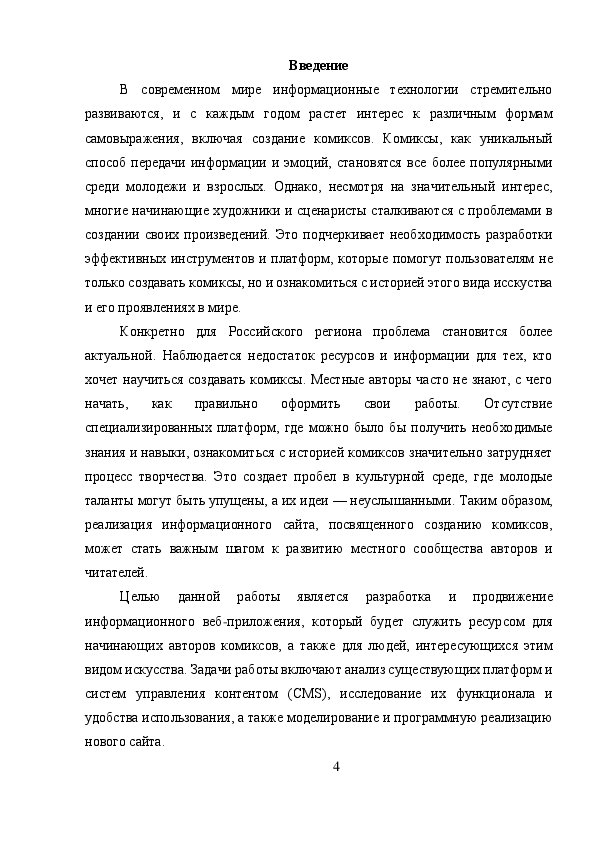 Введение
В современном мире информационные технологии стремительно
развиваются, и с каждым годом растет интерес к различным формам
самовыражения, включая создание комиксов. Комиксы, как уникальный
способ передачи информации и эмоций, становятся все более популярными
среди молодежи и взрослых. Однако, несмотря на значительный интерес,
многие начинающие художники и сценаристы сталкиваются с проблемами в
создании своих произведений. Это подчеркивает необходимость разработки
эффективных инструментов и платформ, которые помогут пользователям не
только создавать комиксы, но и ознакомиться с историей этого вида исскуства
и его проявлениях в мире.
Конкретно для Российского региона проблема становится более
актуальной. Наблюдается недостаток ресурсов и информации для тех, кто
хочет научиться создавать комиксы. Местные авторы часто не знают, с чего
начать, как правильно оформить свои работы. Отсутствие
специализированных платформ, где можно было бы получить необходимые
знания и навыки, ознакомиться с историей комиксов значительно затрудняет
процесс творчества. Это создает пробел в культурной среде, где молодые
таланты могут быть упущены, а их идеи — неуслышанными. Таким образом,
реализация информационного сайта, посвященного созданию комиксов,
может стать важным шагом к развитию местного сообщества авторов и
читателей.
Целью данной работы является разработка и продвижение
информационного веб-приложения, который будет служить ресурсом для
начинающих авторов комиксов, а также для людей, интересующихся этим
видом искусства. Задачи работы включают анализ существующих платформ и
систем управления контентом (CMS), исследование их функционала и
удобства использования, а также моделирование и программную реализацию
нового сайта.
4